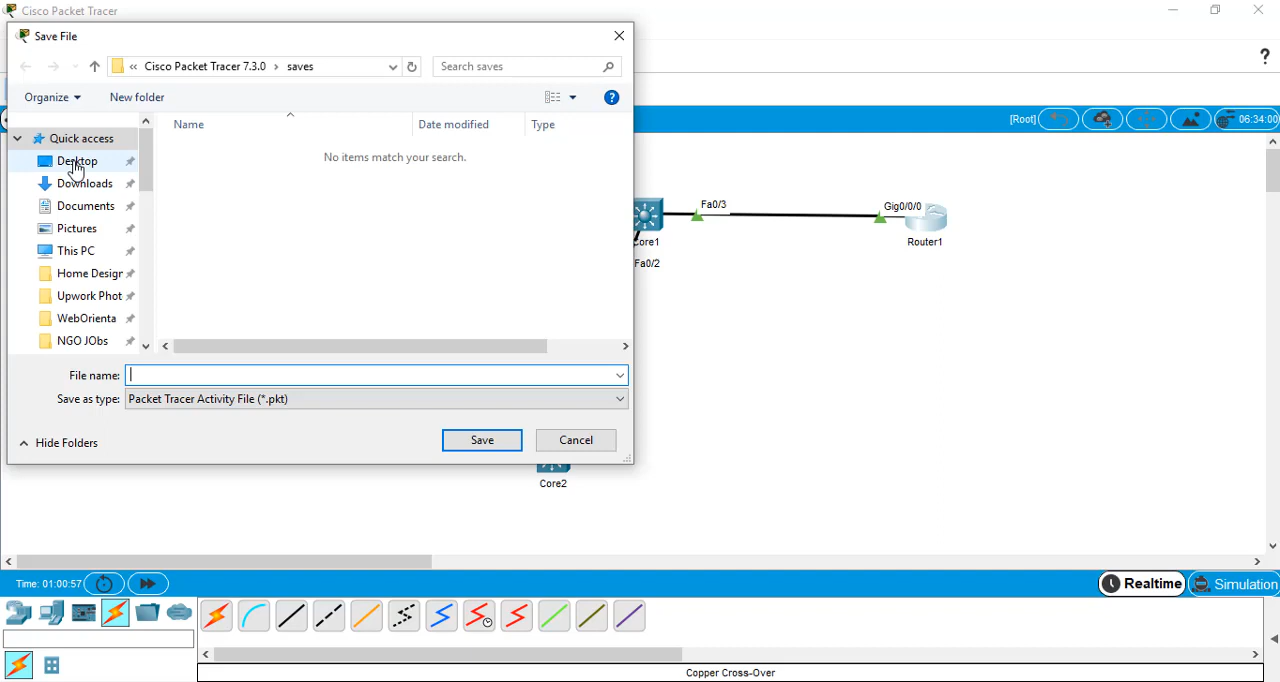 Cisco Packet Tracer
Save File
« Cisco Packet Tracer 7.3.0 › saves
Search saves
Organize
New folder
?
?
Quick access
Name
Date modified
Type
[Root]
06:34:00
No items match your search.
Desktop
Downloads
Documents
Pictures
This PC
Home Design
Upwork Phot
WebOrienta
NGO JObs
Fa0/3
Gig0/0/0
Core1
Router1
Fa0/2
File name:
Save as type: Packet Tracer Activity File (*.pkt)
Hide Folders
Save
Cancel
Core2
Time: 01:00:57
Realtime
Simulation
Copper Cross-Over